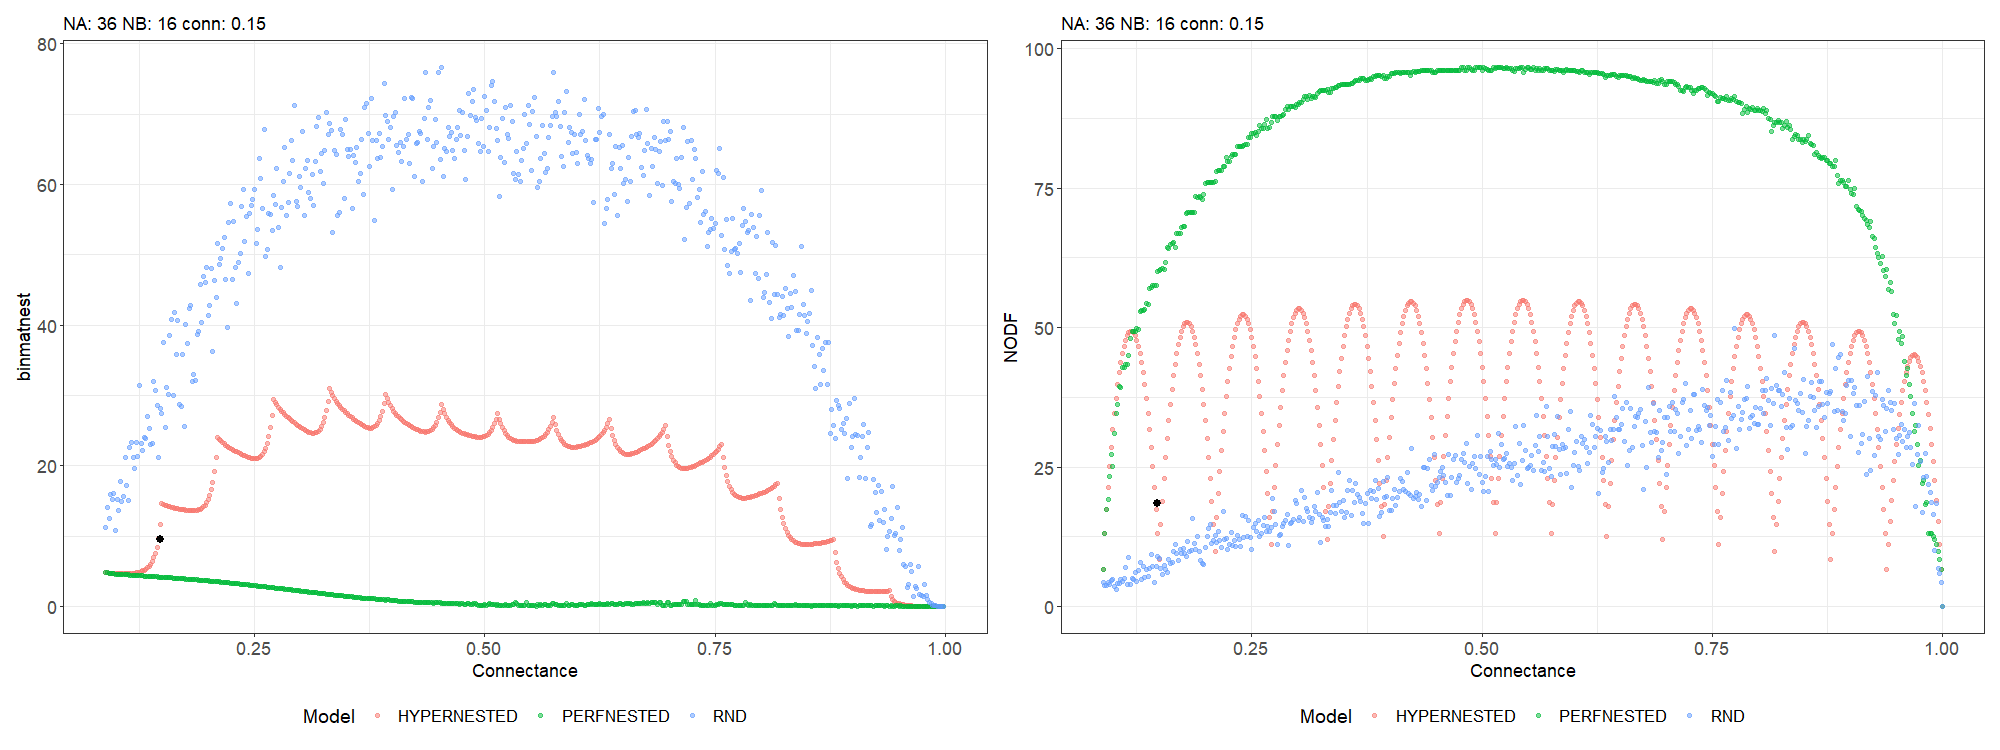 NA: 36 NB: 16 conn: 0.15
80
60
40
20
0
binmatnest
0.25 0.50 0.75 1.00
Connectance
Model HYPERNESTED PERFNESTED RND
NA: 36 NB: 16 conn: 0.15
100
75
50
25
0
NODF
0.25 0.50 0.75 1.00
Connectance
Model HYPERNESTED PERFNESTED RND